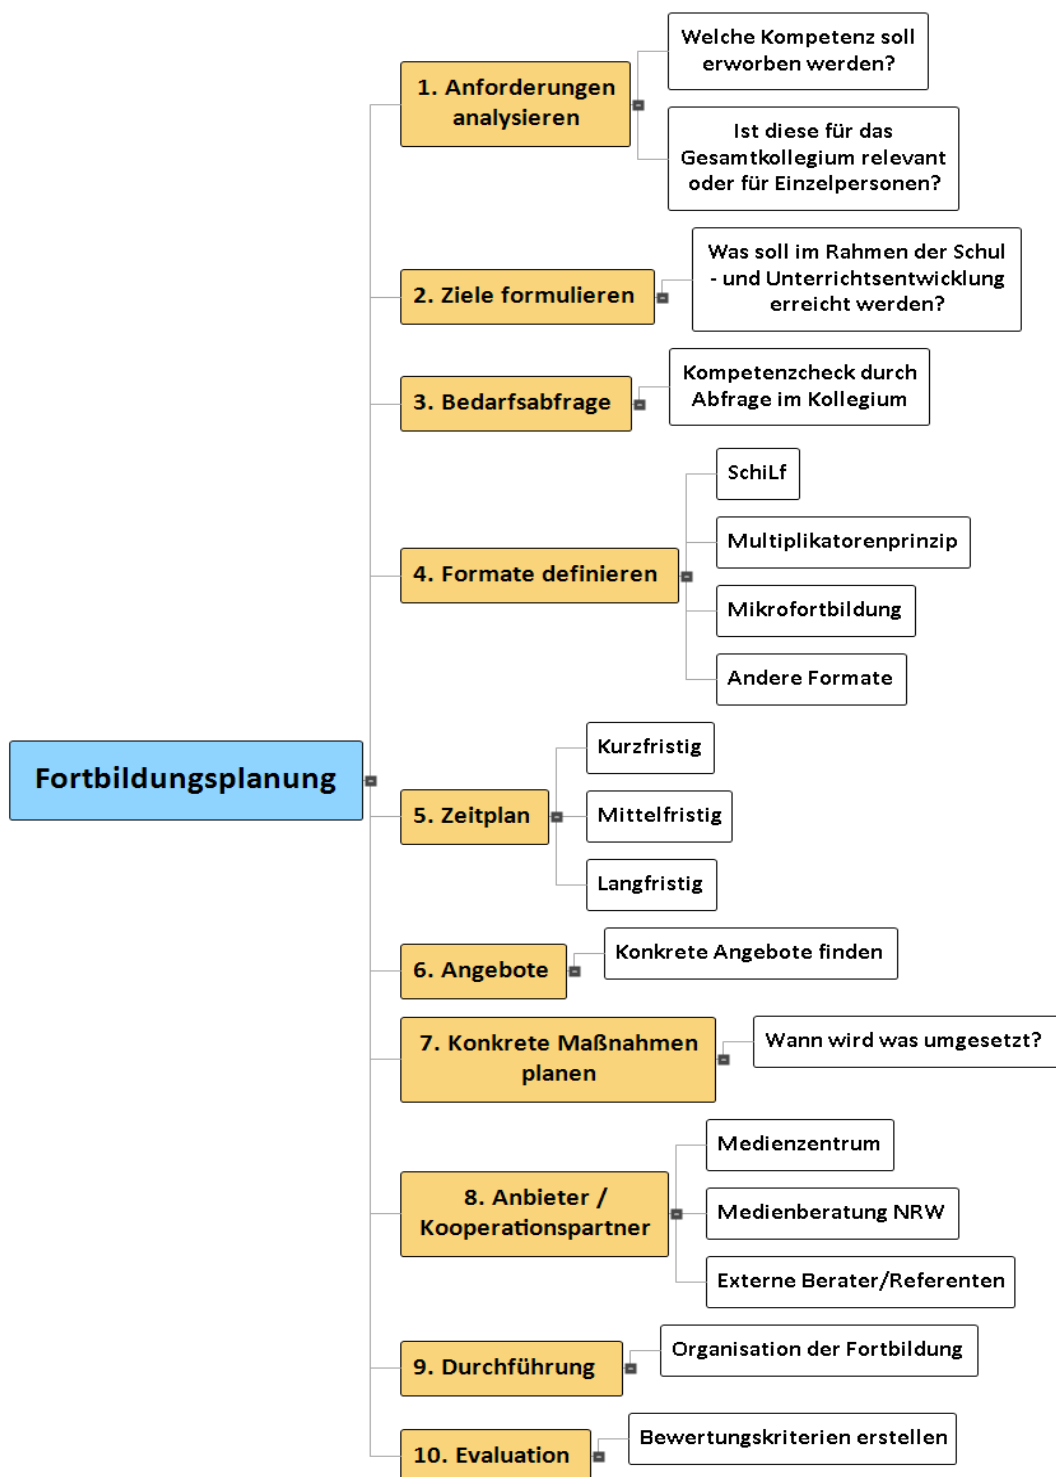 Welche Kompetenz soll
erworben werden?
1. Anforderungen
analysieren
Ist diese für das
Gesamtkollegium relevant
oder für Einzelpersonen?
Was soll im Rahmen der Schul
- und Unterrichtsentwicklung
erreicht werden?
2. Ziele formulieren
Kompetenzcheck durch
Abfrage im Kollegium
3. Bedarfsabfrage
SchiLf
Multiplikatorenprinzip
4. Formate definieren
Mikrofortbildung
Andere Formate
Fortbildungsplanung
Kurzfristig
5. Zeitplan
Mittelfristig
Langfristig
6. Angebote
Konkrete Angebote finden
7. Konkrete Maßnahmen
planen
Wann wird was umgesetzt?
Medienzentrum
8. Anbieter /
Kooperationspartner
Medienberatung NRW
Externe Berater/Referenten
9. Durchführung
Organisation der Fortbildung
10. Evaluation
Bewertungskriterien erstellen